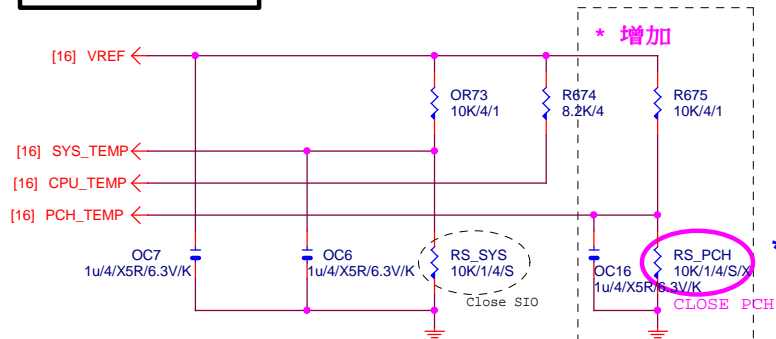 * 增加
[16] VREF
OR73
10K/4/1
R674
8.2K/4
R675
10K/4/1
[16] SYS_TEMP
[16] CPU_TEMP
[16] PCH_TEMP
OC7
1u/4/X5R/6.3V/K
OC6
1u/4/X5R/6.3V/K
RS_SYS
10K/1/4/S
Close SIO
OC16
1u/4/X5R/6.3V/K
RS_PCH
10K/1/4/S/X
CLOSE PCH
*